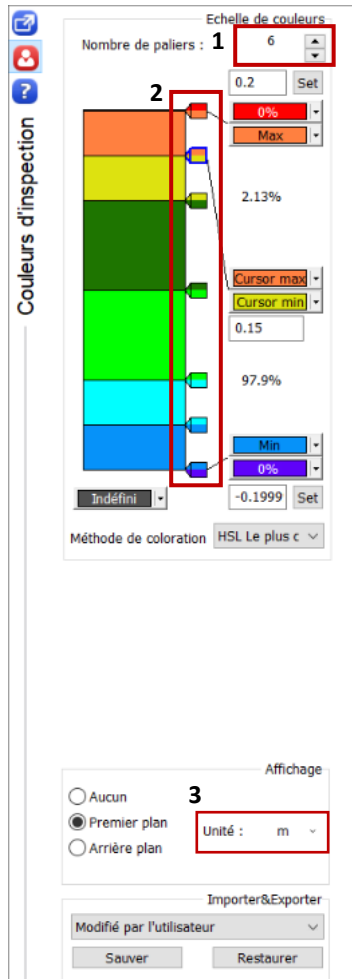 Couleurs d'inspection
Echelle de couleurs
Nombre de paliers : 1 6
0.2 Set
2
0%
Max
2.13%
Cursor max
Cursor min
0.15
97.9%
Min
0%
Indéfini -0.1999 Set
Méthode de coloration HSL Le plus c
Affichage
Aucun
3
Premier plan
Unité : m
Arrière plan
Importer&Exporter
Modifié par l'utilisateur
Sauver Restaurer